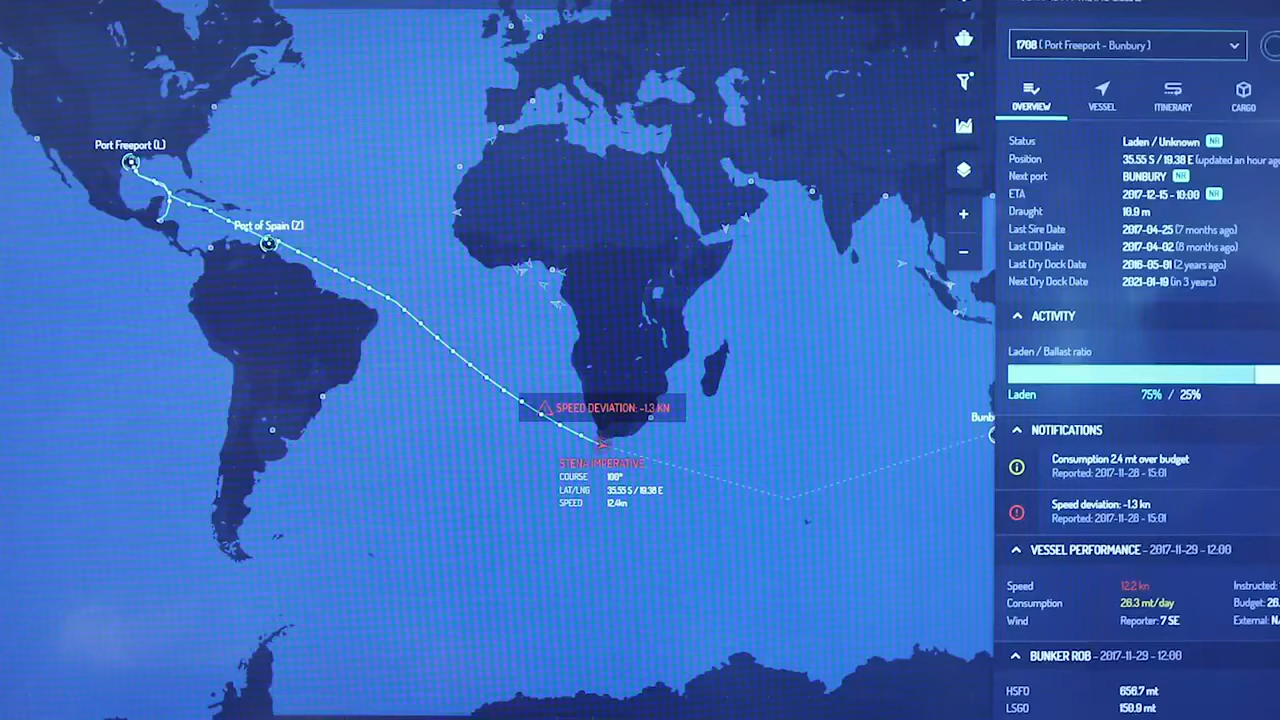 1708 ( Port Freeport - Bunbury )
OVERVIEW
VESSEL
ITINERARY
CARGO
Status Laden / Unknown NR
Position 35.55 S / 19.38 E (updated an hour ag
Next port BUNBURY NR
ETA 2017-12-15 - 10:00 NR
Draught 10.9 m
Last Sire Date 2017-04-25 (7 months ago)
Last CDI Date 2017-04-02 (8 months ago)
Last Dry Dock Date 2016-05-01 (2 years ago)
Next Dry Dock Date 2021-01-19 (in 3 years)
ACTIVITY
Laden / Ballast ratio
Laden 75% / 25%
NOTIFICATIONS
Consumption 2.4 mt over budget
Reported: 2017-11-28 - 15:01
Speed deviation: -1.3 kn
Reported: 2017-11-28 - 15:01
VESSEL PERFORMANCE - 2017-11-29 - 12:00
Speed 12.2 kn Instructed:
Consumption 26.3 mt/day Budget: 26.
Wind Reporter: 7 SE External: NA
BUNKER ROB - 2017-11-29 - 12:00
HSFO 656.7 mt
LSGO 150.9 mt
Port Freeport (L)
Port of Spain (Z)
SPEED DEVIATION: -1.3 KN
STENA IMPERATIVE
COURSE 100°
LAT/LNG 35.55 S / 19.38 E
SPEED 12.4kn
Bunb
+
−